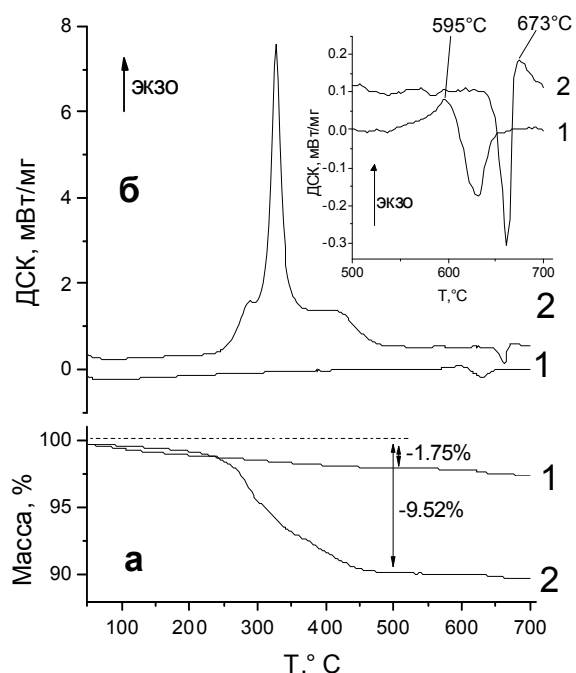 8
6
4
2
0
ДСК, мВт/мг
ЭКЗО
б
2
1
595°C
673°C
0.2
0.1
0.0
-0.1
-0.2
-0.3
ДСК, мВт/мг
ЭКЗО
2
1
500
600
700
T,°C
100
95
90
Масса, %
-1.75%
-9.52%
1
2
а
100
200
300
400
500
600
700
T,° C